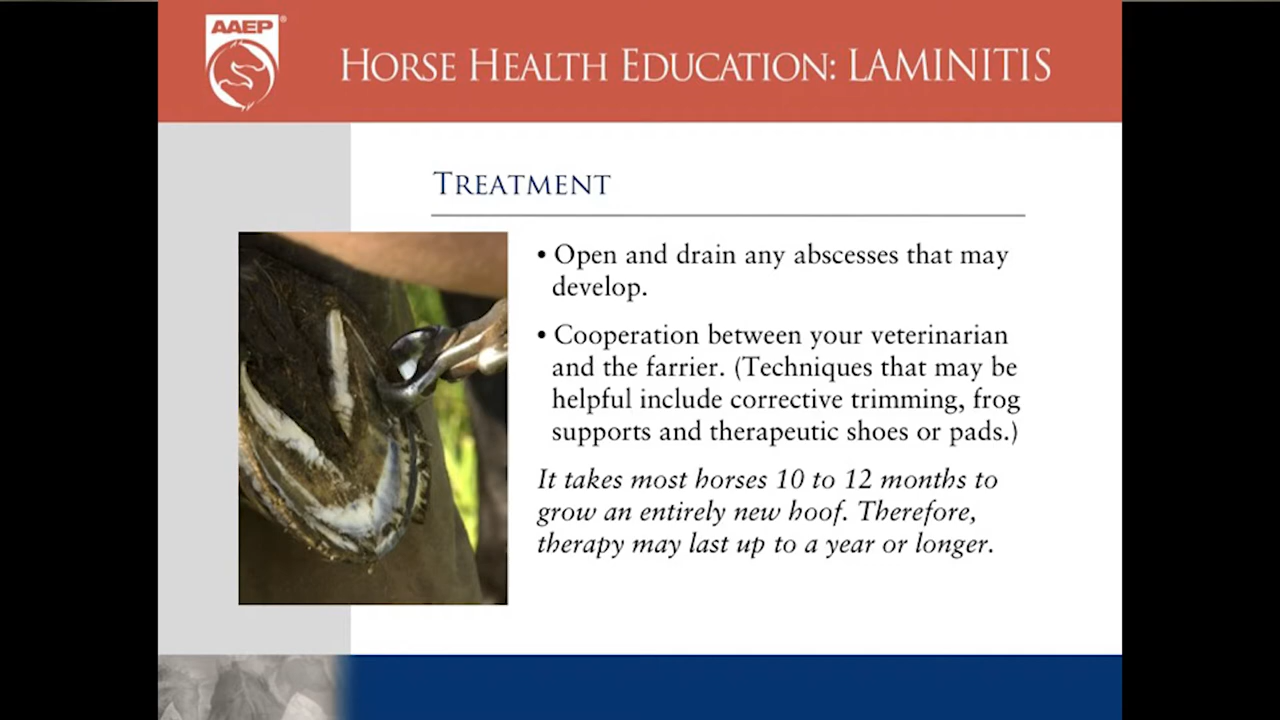 AAEP®
HORSE HEALTH EDUCATION: LAMINITIS
TREATMENT
• Open and drain any abscesses that may
develop.
• Cooperation between your veterinarian
and the farrier. (Techniques that may be
helpful include corrective trimming, frog
supports and therapeutic shoes or pads.)
It takes most horses 10 to 12 months to
grow an entirely new hoof. Therefore,
therapy may last up to a year or longer.